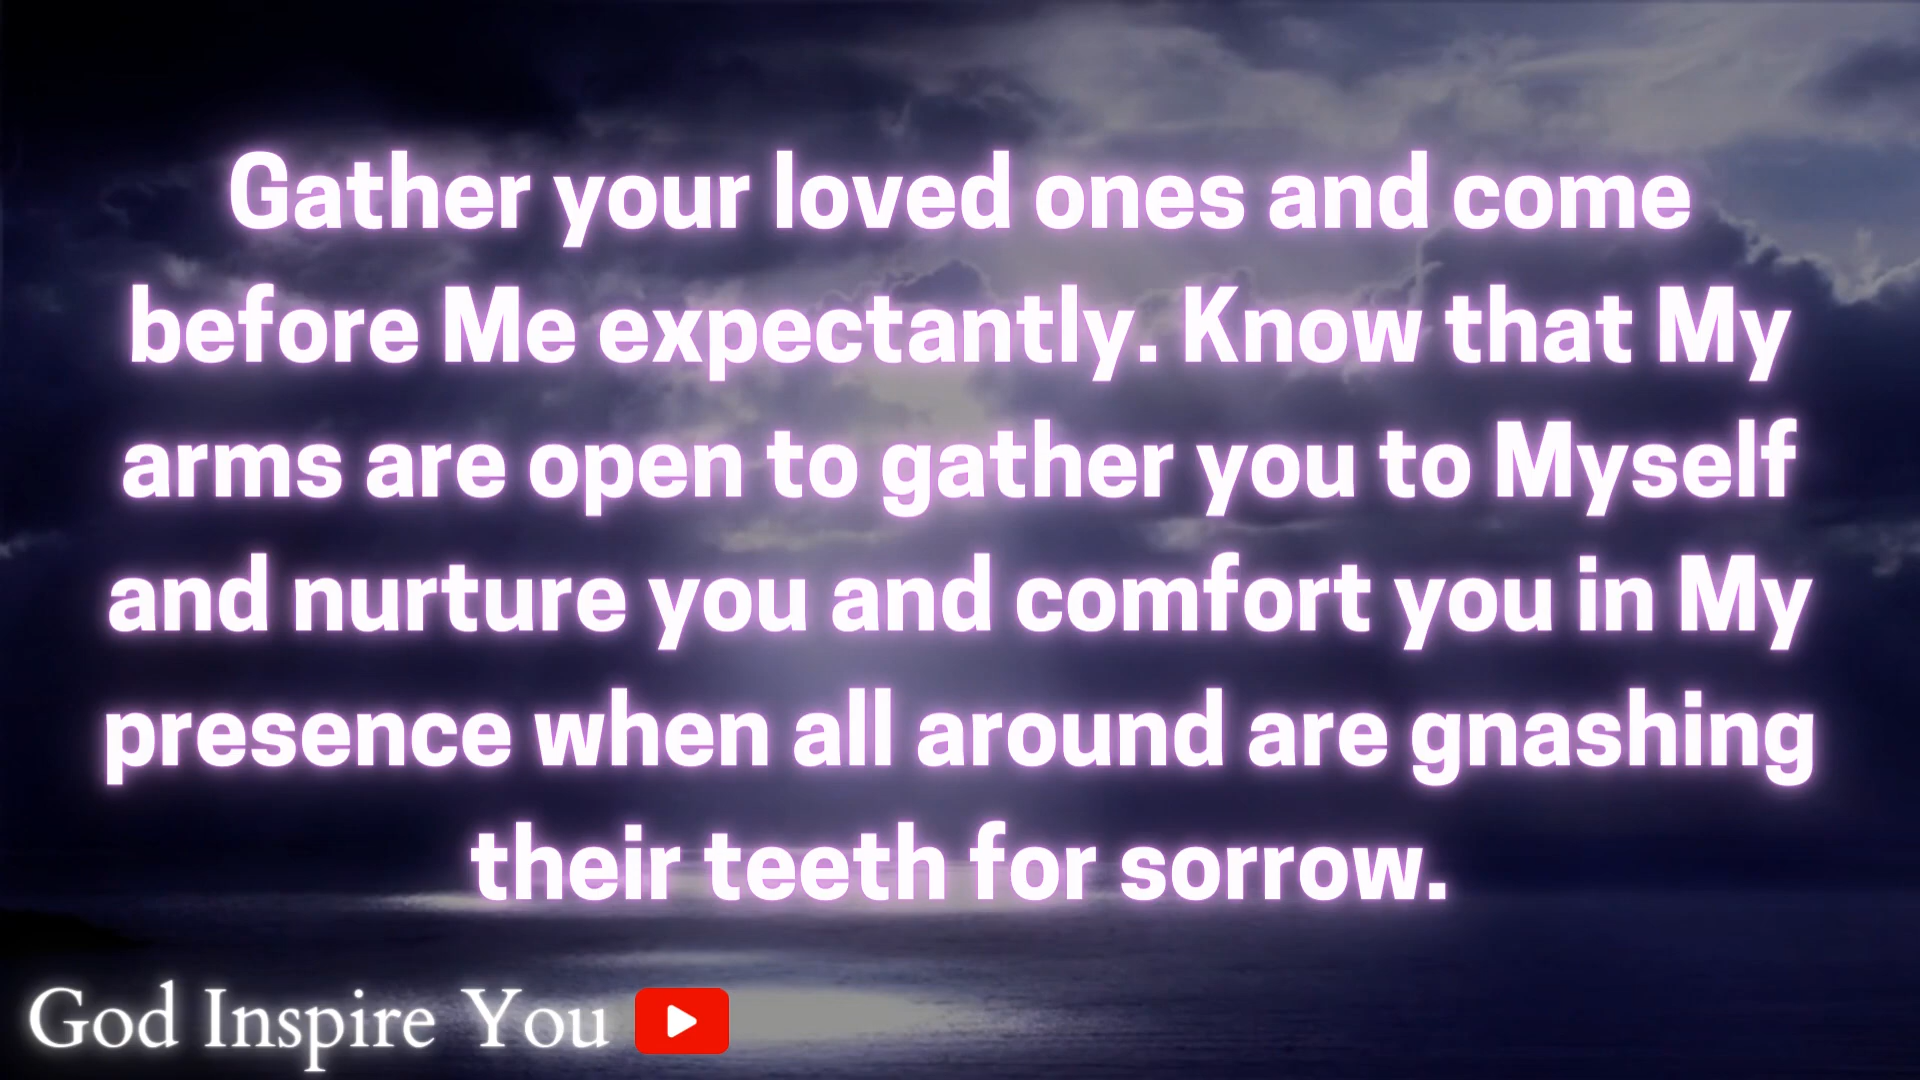 Gather your loved ones and come
before Me expectantly. Know that My
arms are open to gather you to Myself
and nurture you and comfort you in My
presence when all around are gnashing
their teeth for sorrow.
God Inspire You